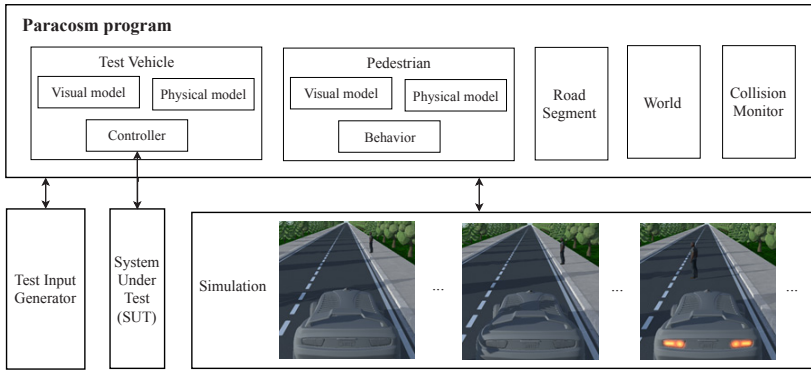 Paracosm program
Test Vehicle
Visual model
Physical model
Controller
Pedestrian
Visual model
Physical model
Behavior
Road
Segment
World
Collision
Monitor
Test Input
Generator
System
Under
Test
(SUT)
Simulation
...
...
...